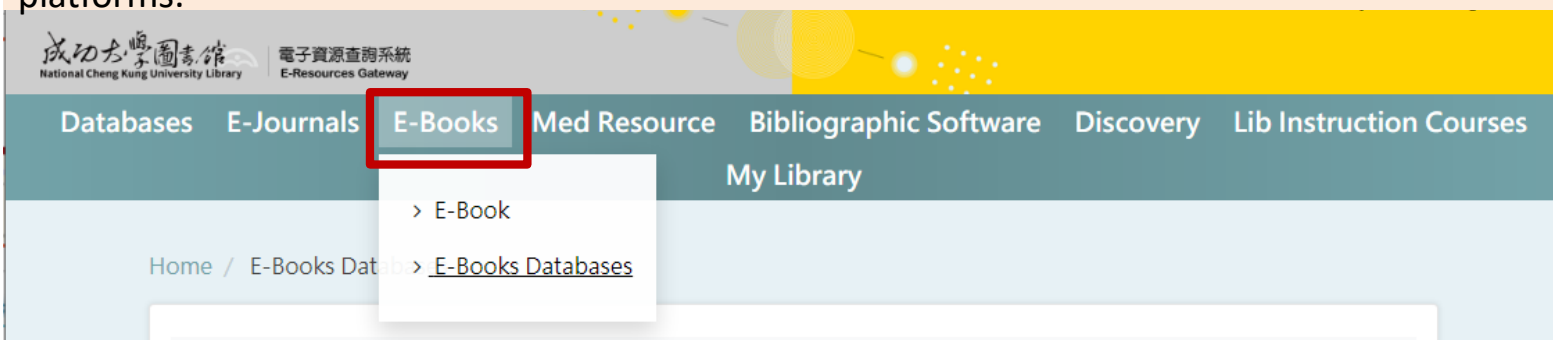 platforms.
成功大學圖書館
National Cheng Kung University Library
電子資源查詢系統
E-Resources Gateway
Databases E-Journals E-Books Med Resource Bibliographic Software Discovery Lib Instruction Courses
My Library
> E-Book
Home / E-Books Dat > E-Books Databases